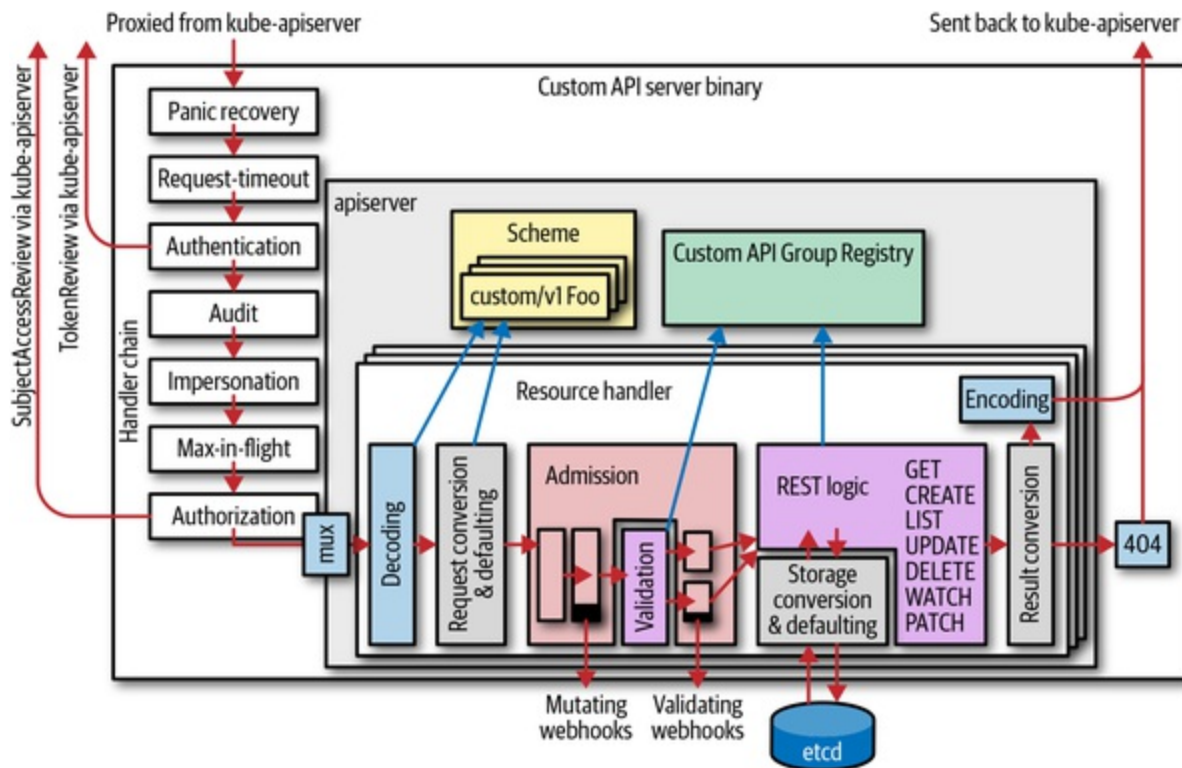 Proxied from kube-apiserver
Sent back to kube-apiserver
SubjectAccessReview via kube-apiserver
TokenReview via kube-apiserver
Custom API server binary
Handler chain
Panic recovery
Request-timeout
Authentication
Audit
Impersonation
Max-in-flight
Authorization
mux
apiserver
Scheme
custom/v1 Foo
Custom API Group Registry
Resource handler
Decoding
Request conversion
& defaulting
Admission
Validation
REST logic
GET
CREATE
LIST
UPDATE
DELETE
WATCH
PATCH
Storage
conversion
& defaulting
Result conversion
Encoding
404
Mutating
webhooks
Validating
webhooks
etcd